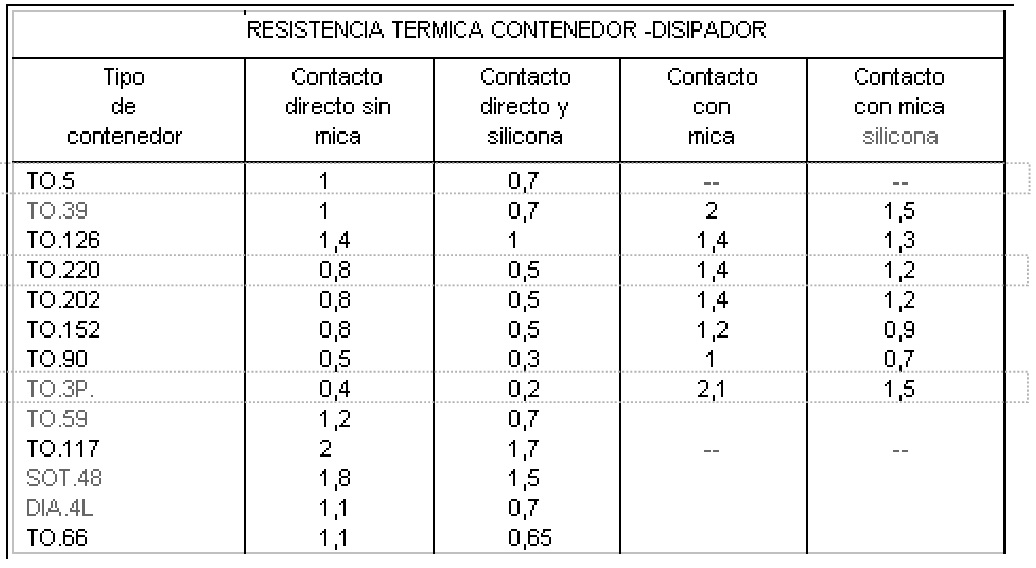 RESISTENCIA TERMICA CONTENEDOR -DISIPADOR
Tipo de contenedor | Contacto directo sin mica | Contacto directo y silicona | Contacto con mica | Contacto con mica silicona
TO.5 1 0,7 -- --
TO.39 1 0,7 2 1,5
TO.126 1,4 1 1,4 1,3
TO.220 0,8 0,5 1,4 1,2
TO.202 0,8 0,5 1,4 1,2
TO.152 0,8 0,5 1,2 0,9
TO.90 0,5 0,3 1 0,7
TO.3P. 0,4 0,2 2,1 1,5
TO.59 1,2 0,7
TO.117 2 1,7 -- --
SOT.48 1,8 1,5
DIA.4L 1,1 0,7
TO.66 1,1 0,65